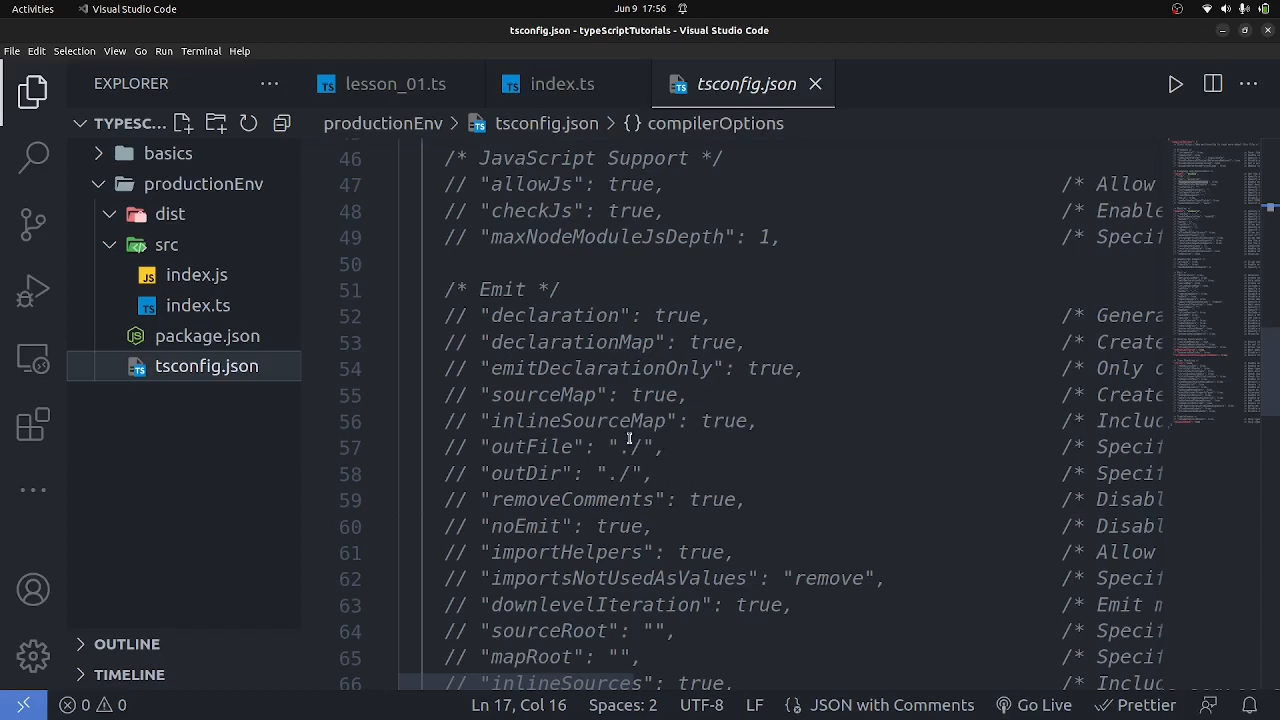 Activities Visual Studio Code Jun 9 17:56
tsconfig.json - typeScriptTutorials - Visual Studio Code
File Edit Selection View Go Run Terminal Help
EXPLORER
lesson_01.ts index.ts tsconfig.json
TYPESC...
productionEnv > tsconfig.json > {} compilerOptions
basics
productionEnv
dist
src
JS index.js
TS index.ts
package.json
tsconfig.json
OUTLINE
TIMELINE
46 /* JavaScript Support */
47 // "allowJs": true, /* Allow
48 // "checkJs": true, /* Enable
49 // "maxNodeModuleJsDepth": 1, /* Specif
50
51 /* Emit */
52 // "declaration": true, /* Genera
53 // "declarationMap": true, /* Create
54 // "emitDeclarationOnly": true, /* Only o
55 // "sourceMap": true, /* Create
56 // "inlineSourceMap": true, /* Includ
57 // "outFile": "./", /* Specif
58 // "outDir": "./", /* Specif
59 // "removeComments": true, /* Disabl
60 // "noEmit": true, /* Disabl
61 // "importHelpers": true, /* Allow
62 // "importsNotUsedAsValues": "remove", /* Specif
63 // "downlevelIteration": true, /* Emit m
64 // "sourceRoot": "", /* Specif
65 // "mapRoot": "", /* Specif
66 // "inlineSources": true, /* Includ
0 0 Ln 17, Col 16 Spaces: 2 UTF-8 LF {} JSON with Comments Go Live Prettier